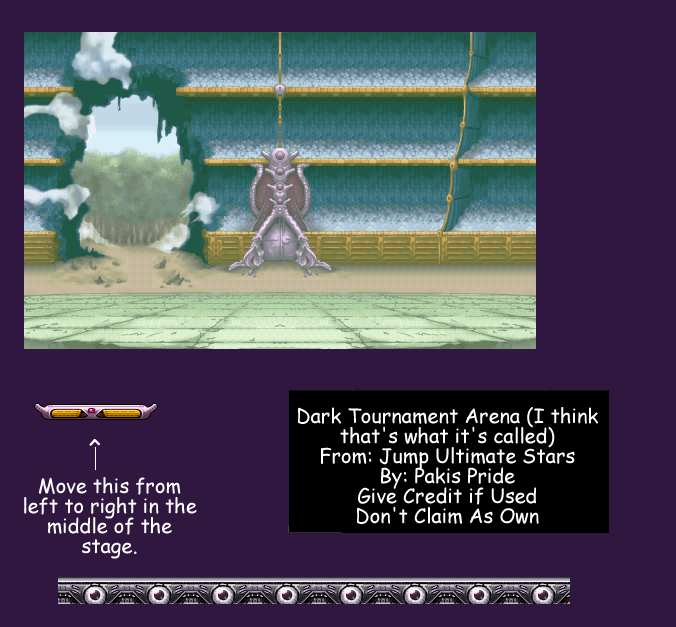 Dark Tournament Arena (I think
that's what it's called)
From: Jump Ultimate Stars
By: Pakis Pride
Give Credit if Used
Don't Claim As Own
Move this from
left to right in the
middle of the
stage.